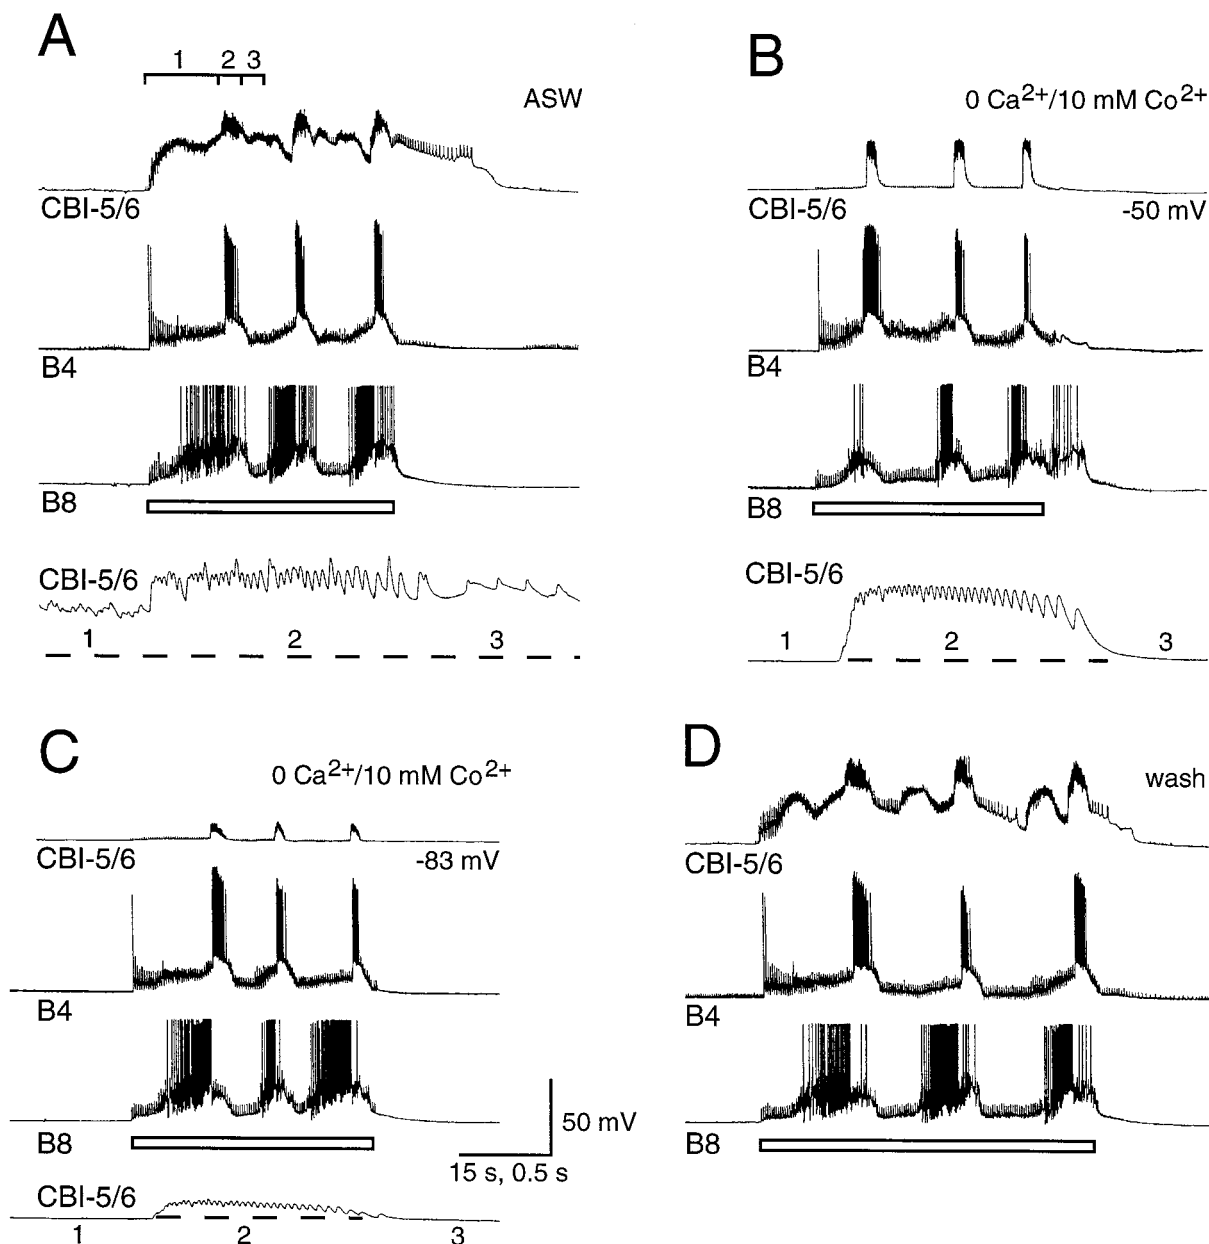 A
1 2 3
ASW
CBI-5/6
B4
B8
CBI-5/6
1 2 3
B
0 Ca2+/10 mM Co2+
CBI-5/6
-50 mV
B4
B8
CBI-5/6
1 2 3
C
0 Ca2+/10 mM Co2+
CBI-5/6
-83 mV
B4
B8
50 mV
15 s, 0.5 s
CBI-5/6
1 2 3
D
wash
CBI-5/6
B4
B8